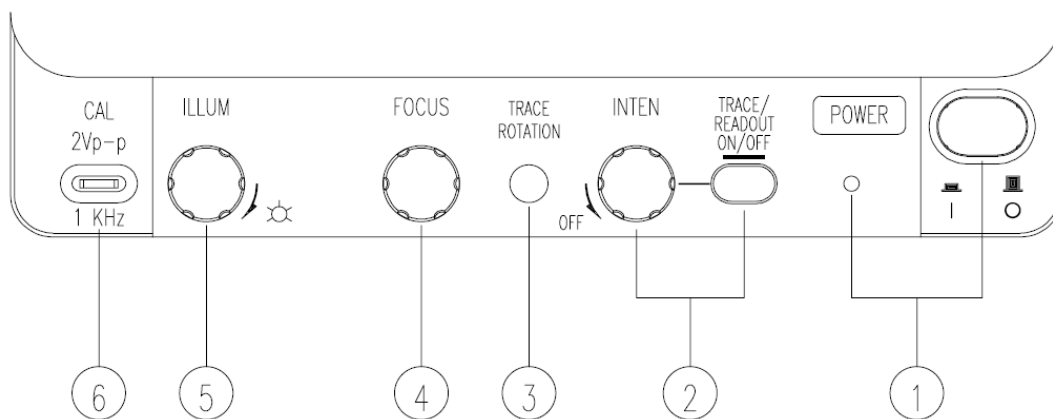 CAL
2Vp-p
1 KHz
ILLUM
FOCUS
TRACE
ROTATION
INTEN
OFF
TRACE/
READOUT
ON/OFF
POWER
I
O
6
5
4
3
2
1